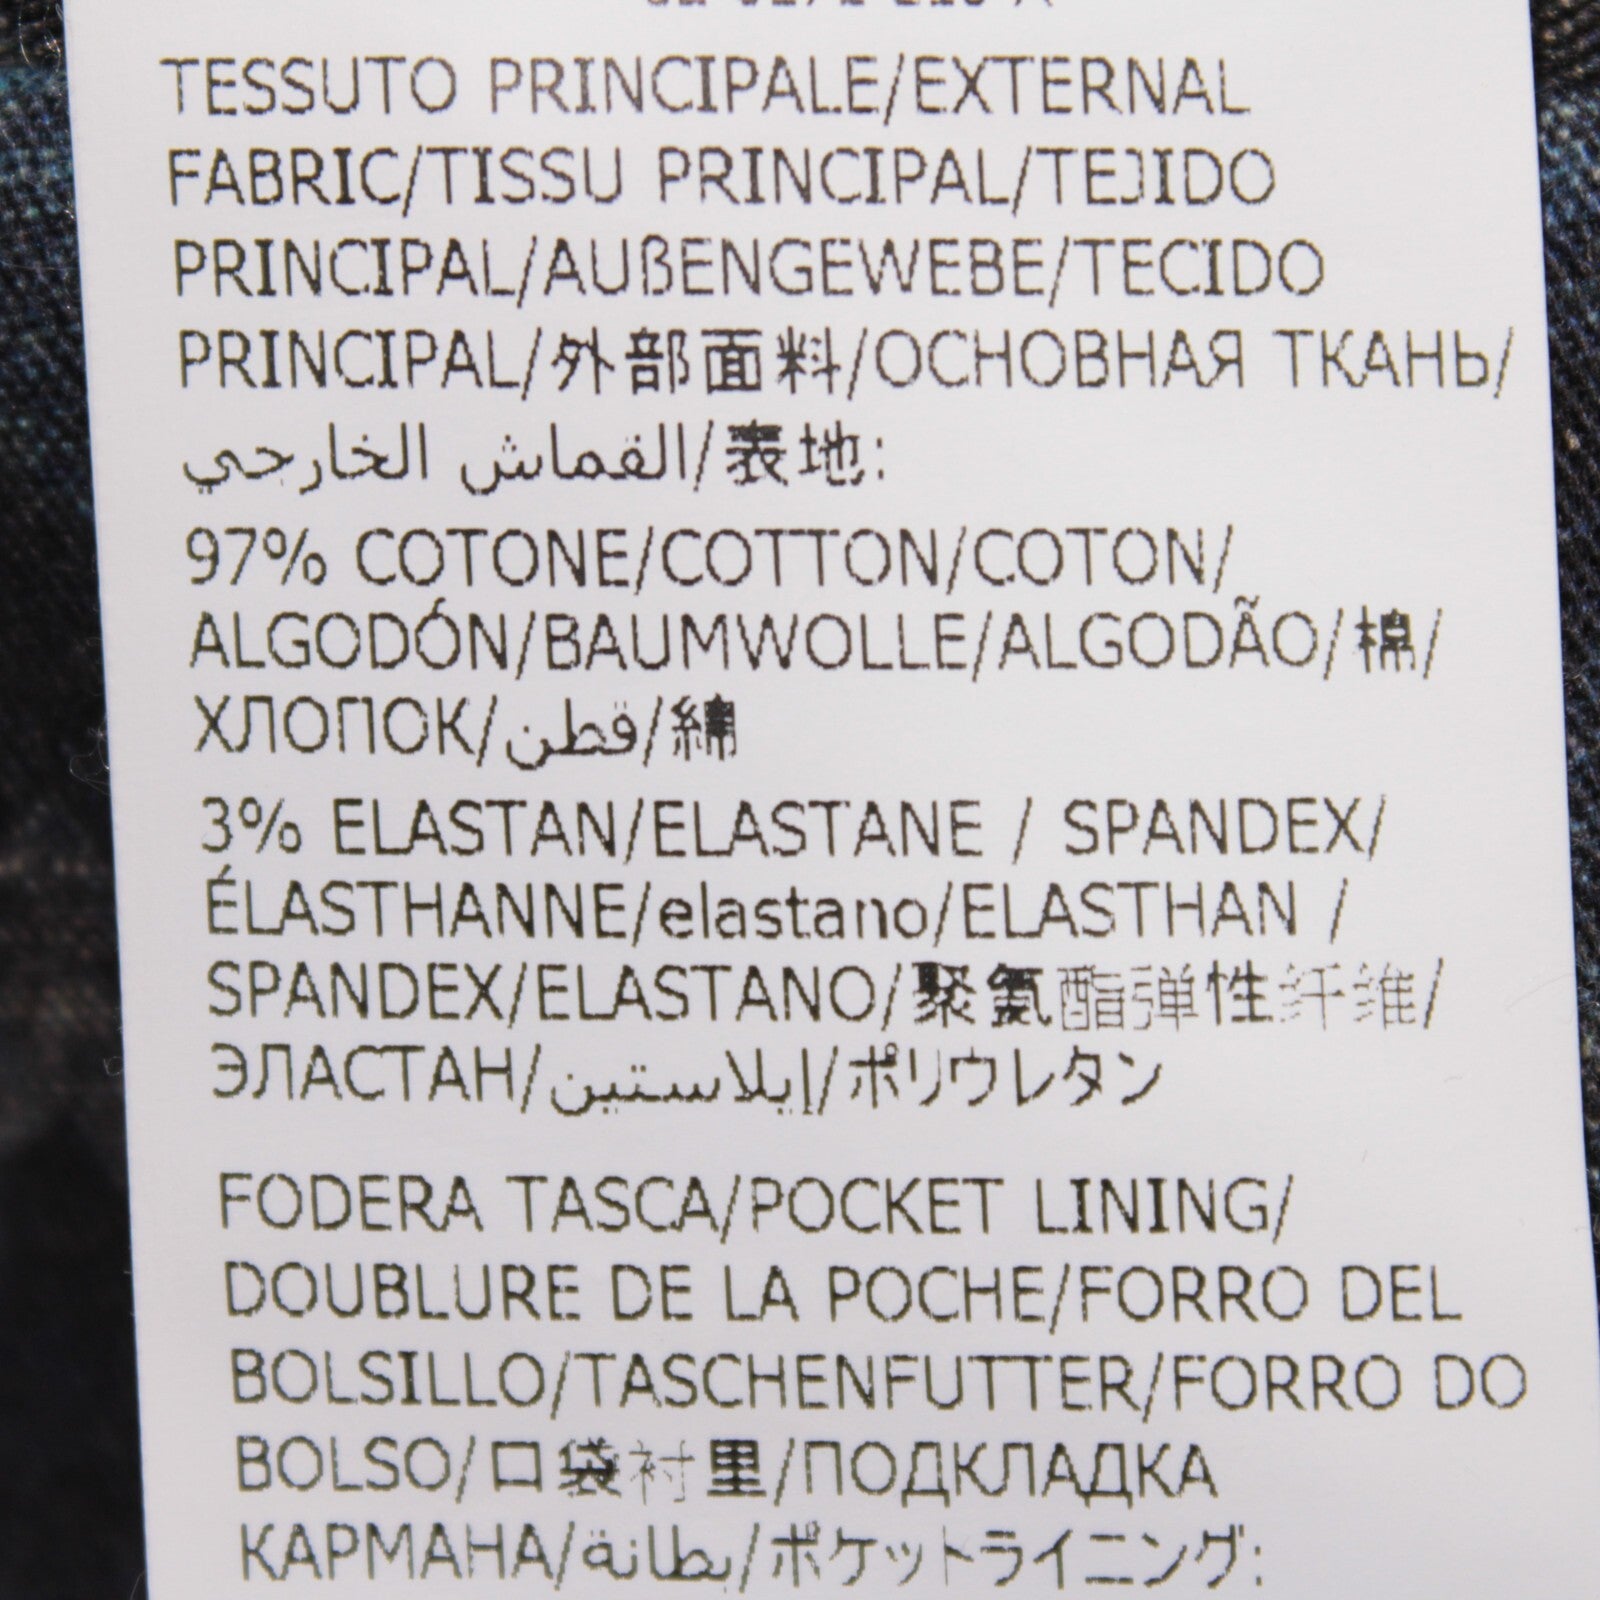 TESSUTO PRINCIPALE/EXTERNAL
FABRIC/TISSU PRINCIPAL/TEJIDO
PRINCIPAL/AUßENGEWEBE/TECIDO
PRINCIPAL/外部面料/ОСНОВНАЯ ТКАНЬ/
القماش الخارجي/表地:
97% COTONE/COTTON/COTON/
ALGODÓN/BAUMWOLLE/ALGODÃO/棉/
ХЛОПОК/قطن/綿
3% ELASTAN/ELASTANE / SPANDEX/
ÉLASTHANNE/elastano/ELASTHAN /
SPANDEX/ELASTANO/聚氨酯弹性纤维/
ЭЛАСТАН/إيلاستين/ポリウレタン
FODERA TASCA/POCKET LINING/
DOUBLURE DE LA POCHE/FORRO DEL
BOLSILLO/TASCHENFUTTER/FORRO DO
BOLSO/口袋衬里/ПОДКЛАДКА
КАРМАНА/بطانة/ポケットライニング: